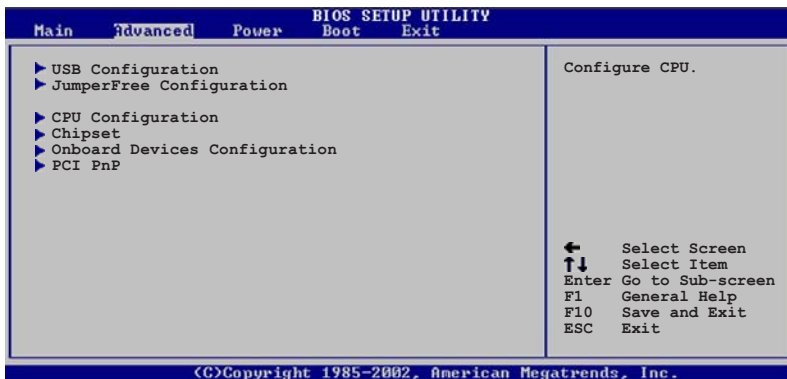 BIOS SETUP UTILITY
Main Advanced Power Boot Exit
USB Configuration
JumperFree Configuration
CPU Configuration
Chipset
Onboard Devices Configuration
PCI PnP
Configure CPU.
← Select Screen
↑↓ Select Item
Enter Go to Sub-screen
F1 General Help
F10 Save and Exit
ESC Exit
(C)Copyright 1985-2002, American Megatrends, Inc.